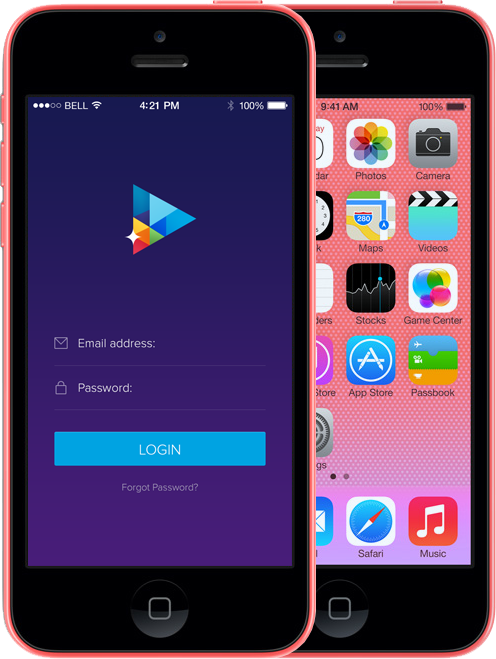 ●●●○○ BELL 4:21 PM 100%
Email address:
Password:
LOGIN
Forgot Password?
9:41 AM 100%
dar Photos Camera
280
k Maps Videos
ders Stocks Game Center
Store App Store Passbook
gs
l Safari Music